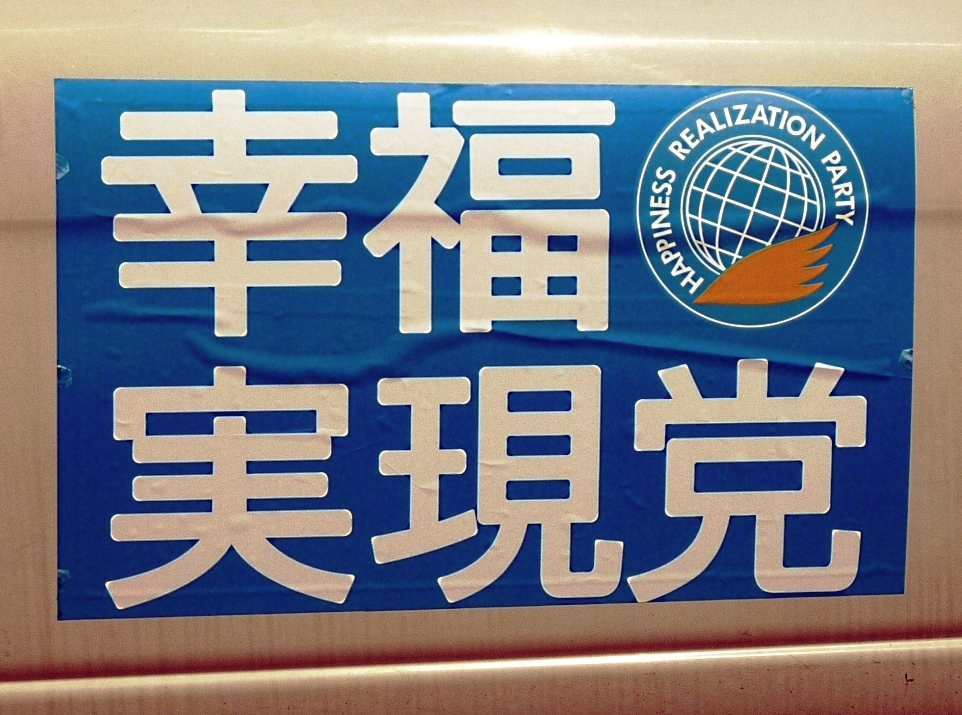 幸福
HAPPINESS REALIZATION PARTY
実現党